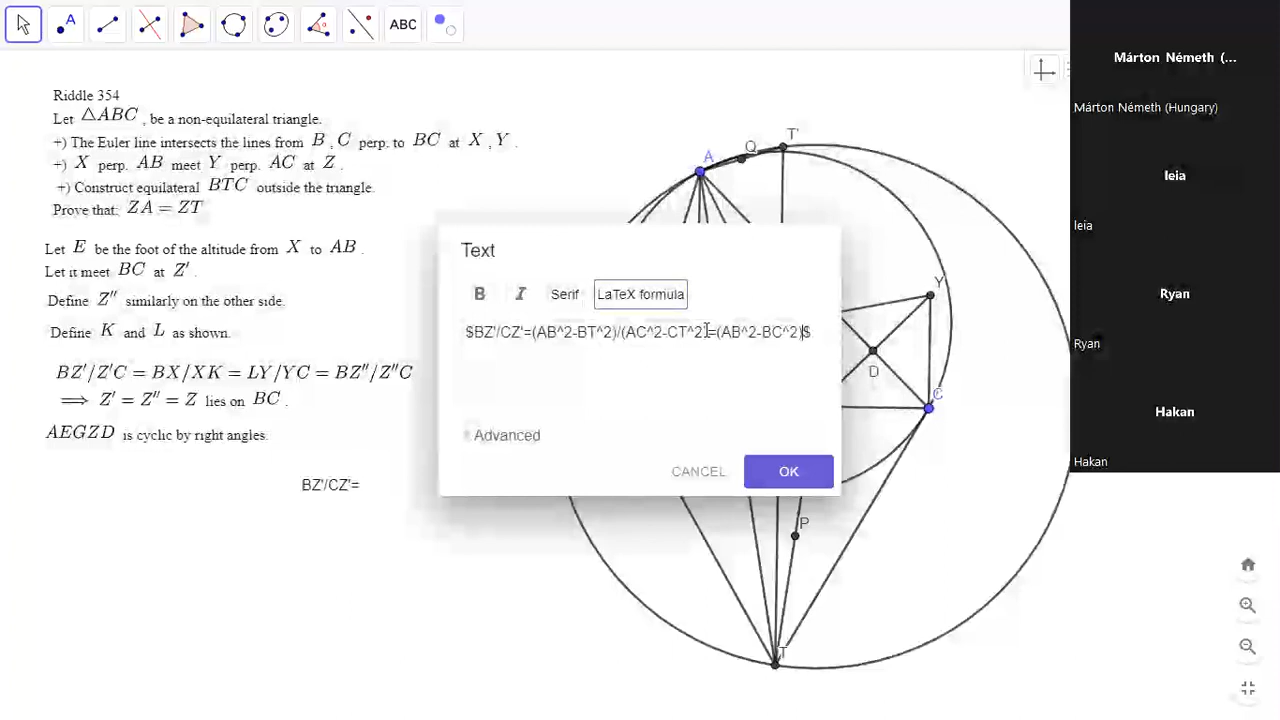 ABC
Riddle 354
Let △ABC , be a non-equilateral triangle.
+) The Euler line intersects the lines from B , C perp. to BC at X , Y .
+) X perp. AB meet Y perp. AC at Z .
+) Construct equilateral BTC outside the triangle.
Prove that: ZA = ZT
Let E be the foot of the altitude from X to AB .
Let it meet BC at Z′ .
Define Z″ similarly on the other side.
Define K and L as shown.
BZ′/Z′C = BX/XK = LY/YC = BZ″/Z″C
⟹ Z′ = Z″ = Z lies on BC .
AEGZD is cyclic by right angles.
BZ'/CZ'=
Text
B I Serif LaTeX formula
$BZ'/CZ'=(AB^2-BT^2)/(AC^2-CT^2)=(AB^2-BC^2)$
Advanced
CANCEL OK
A
Q
T'
Y
D
C
P
T
Márton Németh (...
Márton Németh (Hungary)
leia
leia
Ryan
Ryan
Hakan
Hakan